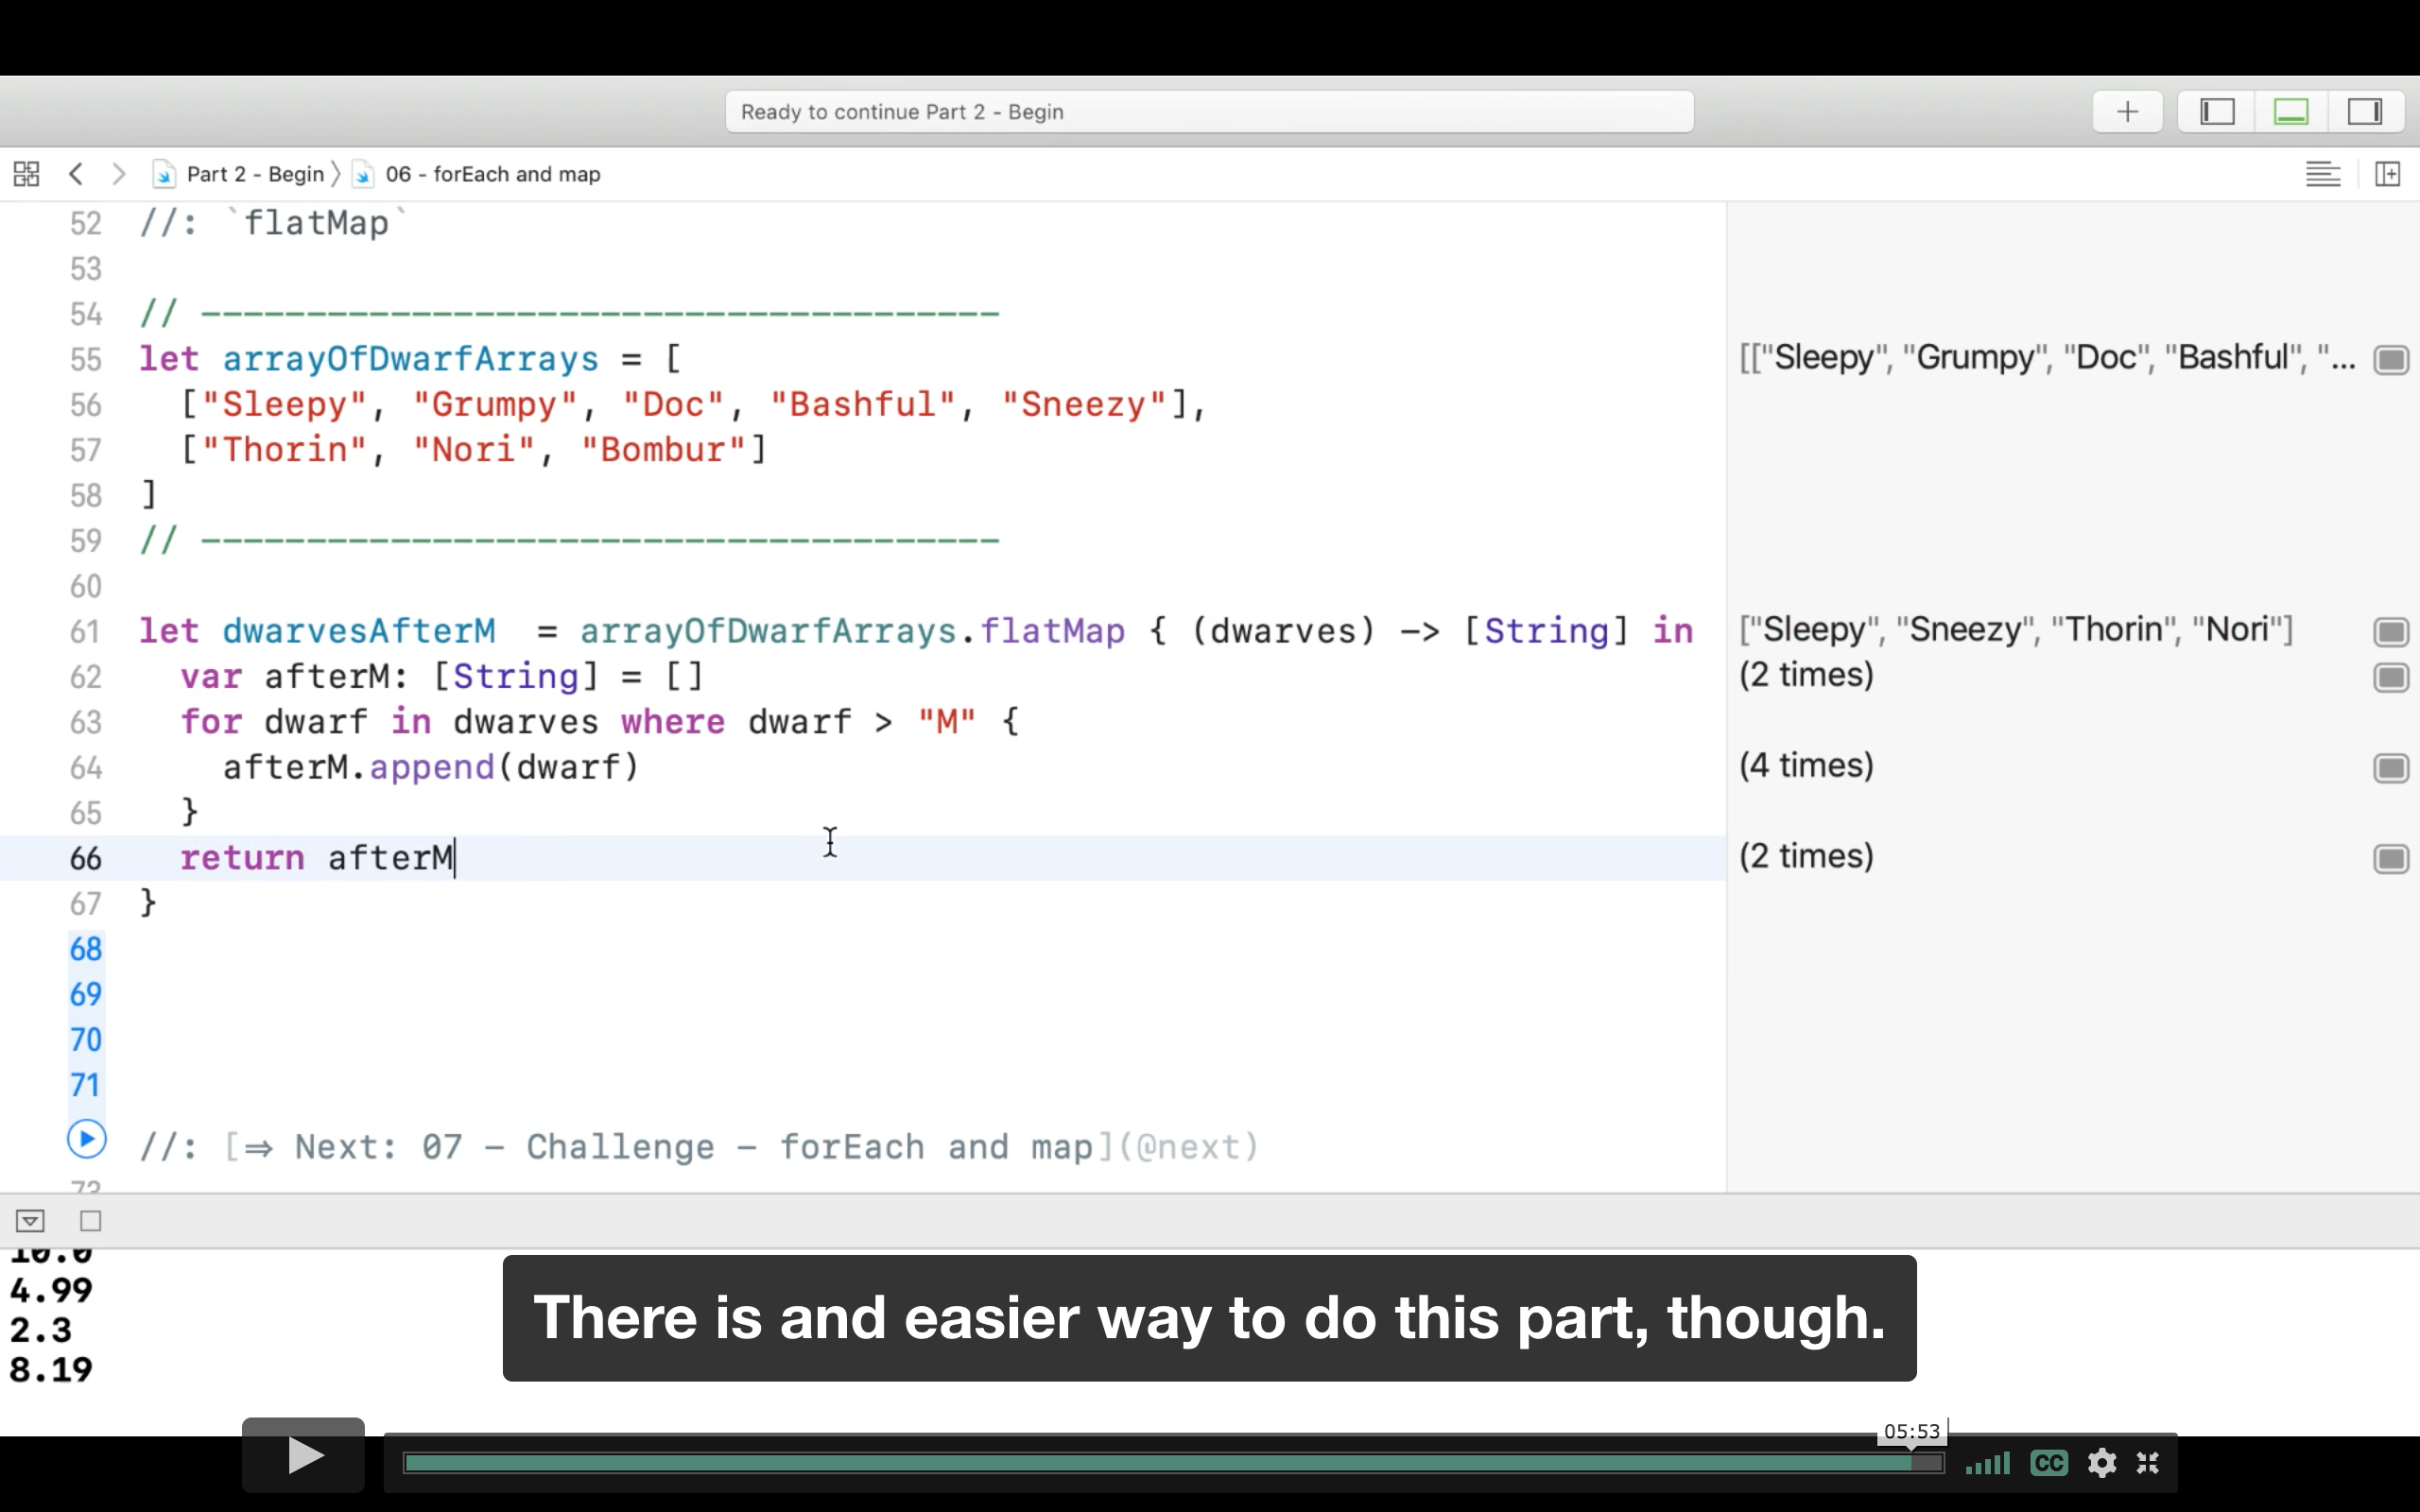 Ready to continue Part 2 - Begin
Part 2 - Begin 〉 06 - forEach and map
52 //: `flatMap`
53
54 // --------------------------------------
55 let arrayOfDwarfArrays = [ [["Sleepy", "Grumpy", "Doc", "Bashful", "...
56 ["Sleepy", "Grumpy", "Doc", "Bashful", "Sneezy"],
57 ["Thorin", "Nori", "Bombur"]
58 ]
59 // --------------------------------------
60
61 let dwarvesAfterM = arrayOfDwarfArrays.flatMap { (dwarves) -> [String] in ["Sleepy", "Sneezy", "Thorin", "Nori"]
62 var afterM: [String] = [] (2 times)
63 for dwarf in dwarves where dwarf > "M" {
64 afterM.append(dwarf) (4 times)
65 }
66 return afterM (2 times)
67 }
68
69
70
71
//: [⇒ Next: 07 - Challenge - forEach and map](@next)
73
10.0
4.99
2.3
8.19
There is and easier way to do this part, though.
05:53
CC